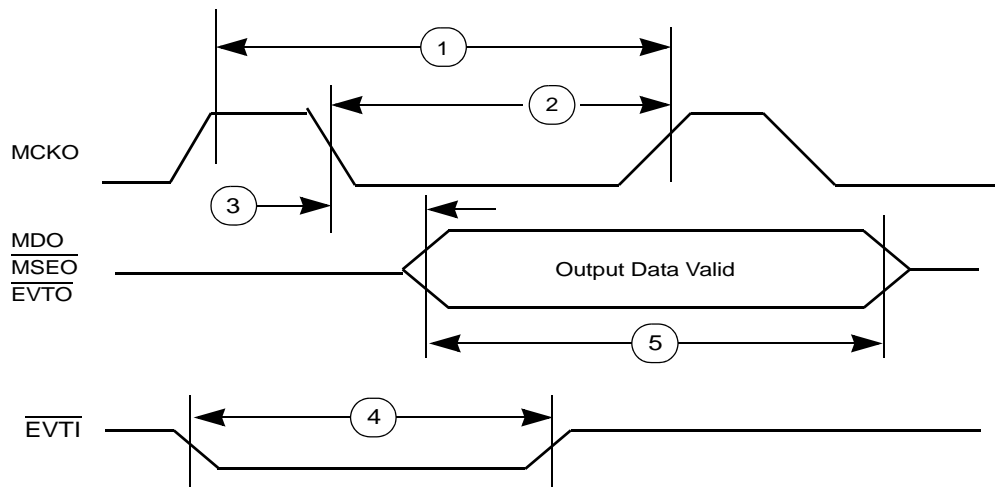 1
2
MCKO
3
MDO
MSEO
EVTO
Output Data Valid
5
4
EVTI